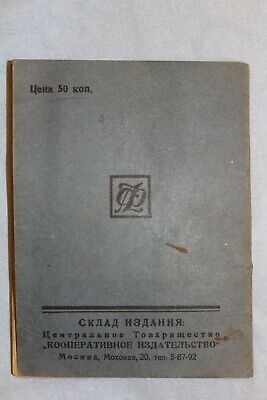 Цена 50 коп.
СКЛАД ИЗДАНИЯ:
Центральное Товарищество
„КООПЕРАТИВНОЕ ИЗДАТЕЛЬСТВО"
Москва, Моховая, 20, тел. 5-87-92